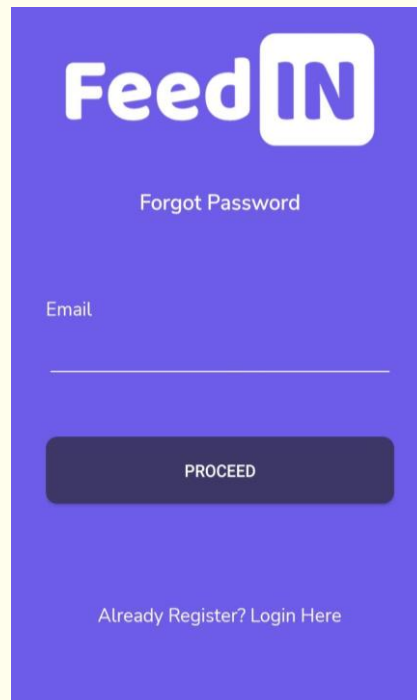 FeedIN
Forgot Password
Email
PROCEED
Already Register? Login Here